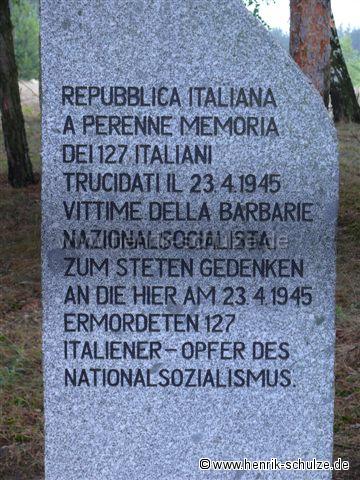 REPUBBLICA ITALIANA
A PERENNE MEMORIA
DEI 127 ITALIANI
TRUCIDATI IL 23.4.1945
VITTIME DELLA BARBARIE
NAZIONALSOCIALISTA.
ZUM STETEN GEDENKEN
AN DIE HIER AM 23.4.1945
ERMORDETEN 127
ITALIENER – OPFER DES
NATIONALSOZIALISMUS.
©www.henrik-schulze.de